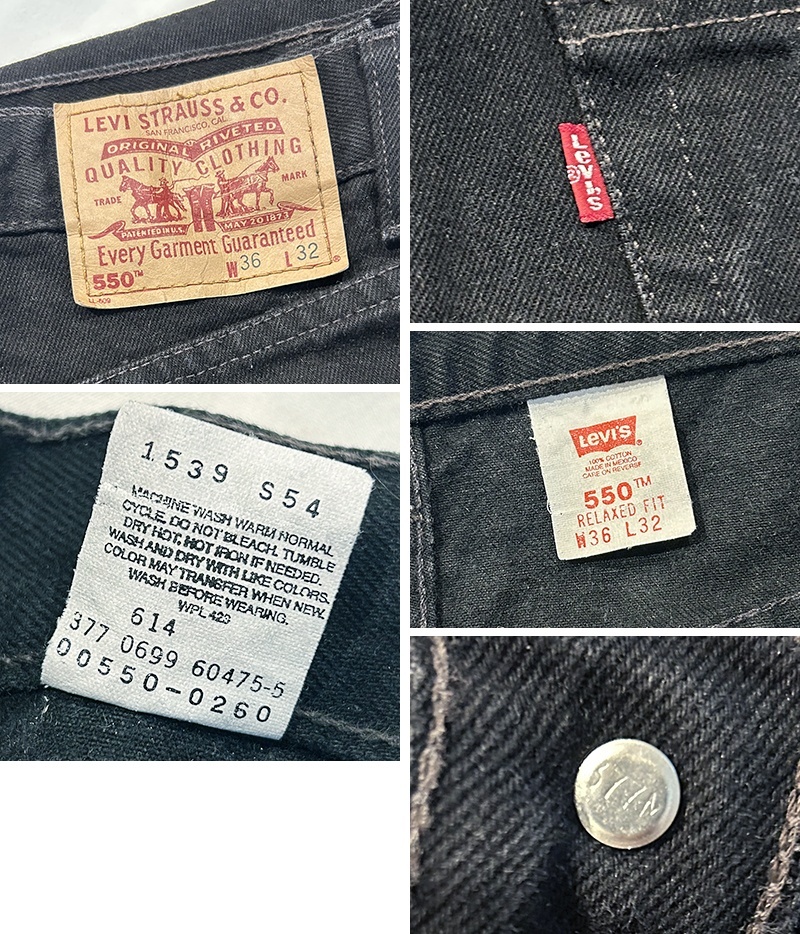 LEVI STRAUSS & CO.
SAN FRANCISCO, CAL.
ORIGINAL RIVETED
QUALITY CLOTHING
TRADE MARK
PATENTED IN U.S. MAY 20 1873
Every Garment Guaranteed
550™ W36 L32 ®
Levi's
®
1539 S54
MACHINE WASH WARM NORMAL
CYCLE. DO NOT BLEACH. TUMBLE
DRY HOT. HOT IRON IF NEEDED.
WASH AND DRY WITH LIKE COLORS.
COLOR MAY TRANSFER WHEN NEW.
WASH BEFORE WEARING.
WPL 423
614
377 0699 60475-5
00550-0260
LEVI'S ®
100% COTTON
MADE IN MEXICO
CARE ON REVERSE
550™
RELAXED FIT
W36 L32